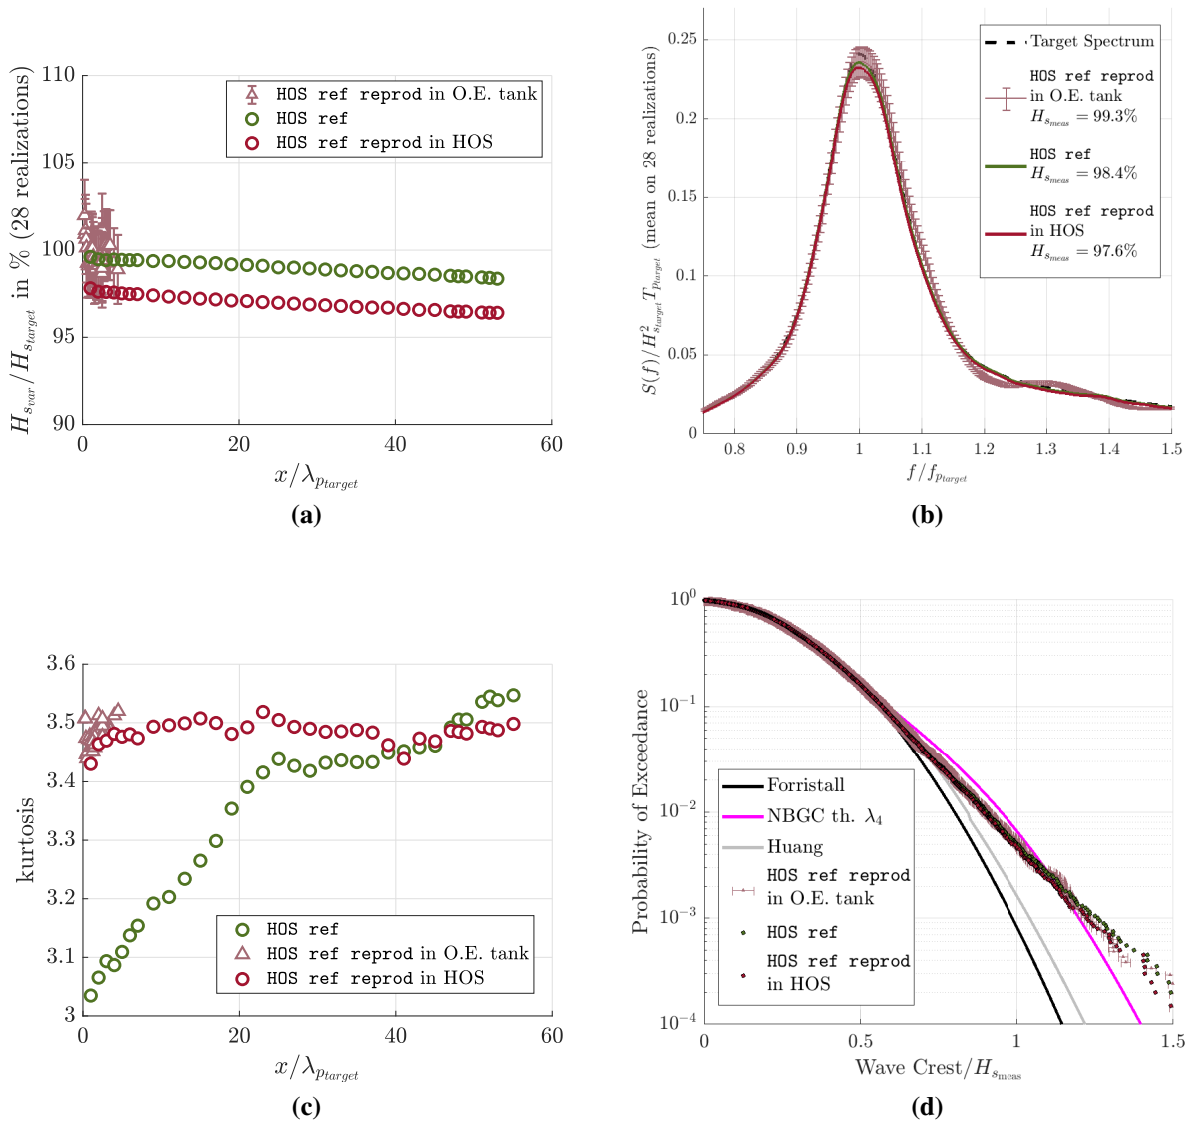 H_{s_{var}}/H_{s_{target}} in % (28 realizations)
110
105
100
95
90
0
20
40
60
x/λ_{p_{target}}
HOS ref reprod in O.E. tank
HOS ref
HOS ref reprod in HOS
(a)
S(f)/H^2_{s_{target}} T_{p_{target}} (mean on 28 realizations)
0.25
0.2
0.15
0.1
0.05
0
0.8
0.9
1
1.1
1.2
1.3
1.4
1.5
f/f_{p_{target}}
Target Spectrum
HOS ref reprod
in O.E. tank
H_{s_{meas}} = 99.3%
HOS ref
H_{s_{meas}} = 98.4%
HOS ref reprod
in HOS
H_{s_{meas}} = 97.6%
(b)
kurtosis
3.6
3.5
3.4
3.3
3.2
3.1
3
0
20
40
60
x/λ_{p_{target}}
HOS ref
HOS ref reprod in O.E. tank
HOS ref reprod in HOS
(c)
Probability of Exceedance
10^0
10^{-1}
10^{-2}
10^{-3}
10^{-4}
0
0.5
1
1.5
Wave Crest/H_{s_{meas}}
Forristall
NBGC th. λ_4
Huang
HOS ref reprod
in O.E. tank
HOS ref
HOS ref reprod
in HOS
(d)